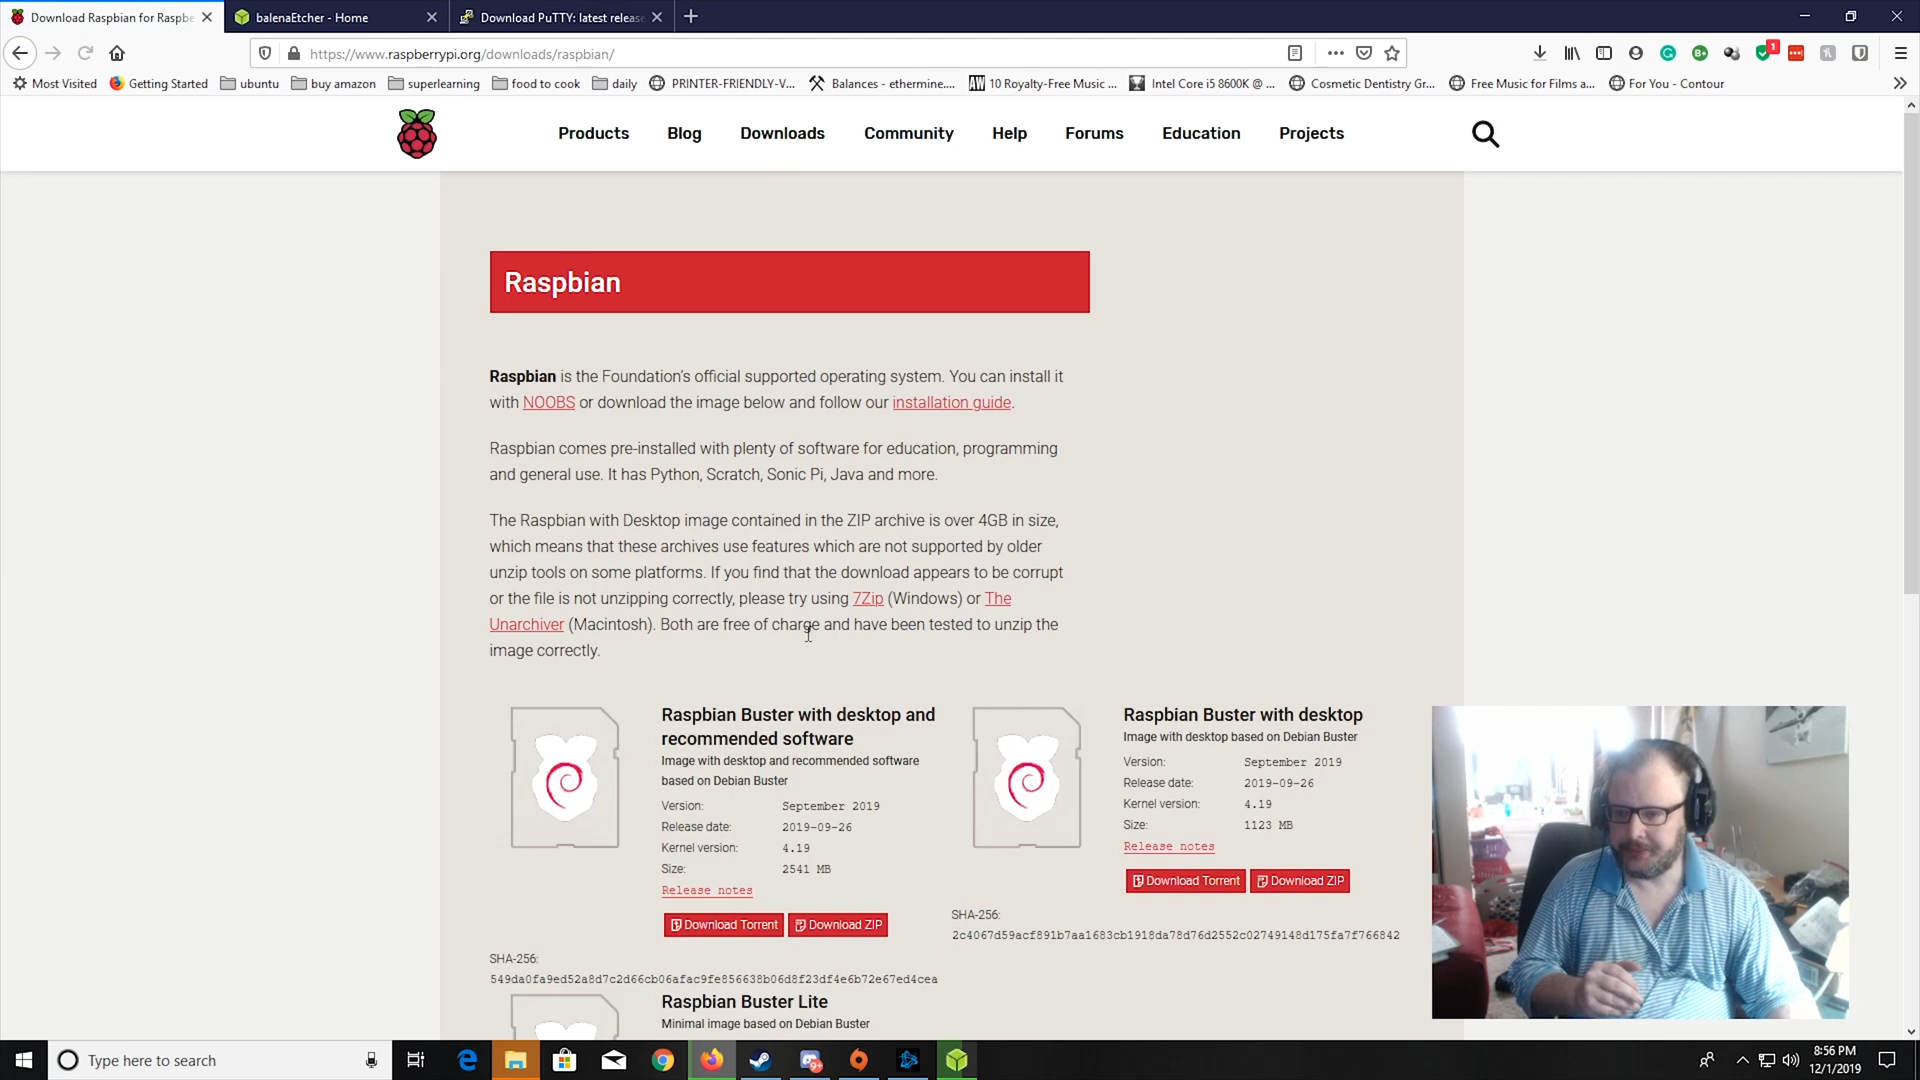 Download Raspbian for Raspbe
balenaEtcher - Home
Download PuTTY: latest release
https://www.raspberrypi.org/downloads/raspbian/
1
Most Visited
Getting Started
ubuntu
buy amazon
superlearning
food to cook
daily
PRINTER-FRIENDLY-V...
Balances - ethermine....
10 Royalty-Free Music ...
Intel Core i5 8600K @ ...
Cosmetic Dentistry Gr...
Free Music for Films a...
For You - Contour
Products
Blog
Downloads
Community
Help
Forums
Education
Projects
Raspbian
Raspbian is the Foundation's official supported operating system. You can install it
with NOOBS or download the image below and follow our installation guide.
Raspbian comes pre-installed with plenty of software for education, programming
and general use. It has Python, Scratch, Sonic Pi, Java and more.
The Raspbian with Desktop image contained in the ZIP archive is over 4GB in size,
which means that these archives use features which are not supported by older
unzip tools on some platforms. If you find that the download appears to be corrupt
or the file is not unzipping correctly, please try using 7Zip (Windows) or The
Unarchiver (Macintosh). Both are free of charge and have been tested to unzip the
image correctly.
Raspbian Buster with desktop and
recommended software
Image with desktop and recommended software
based on Debian Buster
Version: September 2019
Release date: 2019-09-26
Kernel version: 4.19
Size: 2541 MB
Release notes
Download Torrent
Download ZIP
SHA-256:
549da0fa9ed52a8d7c2d66cb06afac9fe856638b06d8f23df4e6b72e67ed4cea
Raspbian Buster with desktop
Image with desktop based on Debian Buster
Version: September 2019
Release date: 2019-09-26
Kernel version: 4.19
Size: 1123 MB
Release notes
Download Torrent
Download ZIP
SHA-256:
2c4067d59acf891b7aa1683cb1918da78d76d2552c02749148d175fa7f766842
Raspbian Buster Lite
Minimal image based on Debian Buster
Type here to search
8:56 PM
12/1/2019